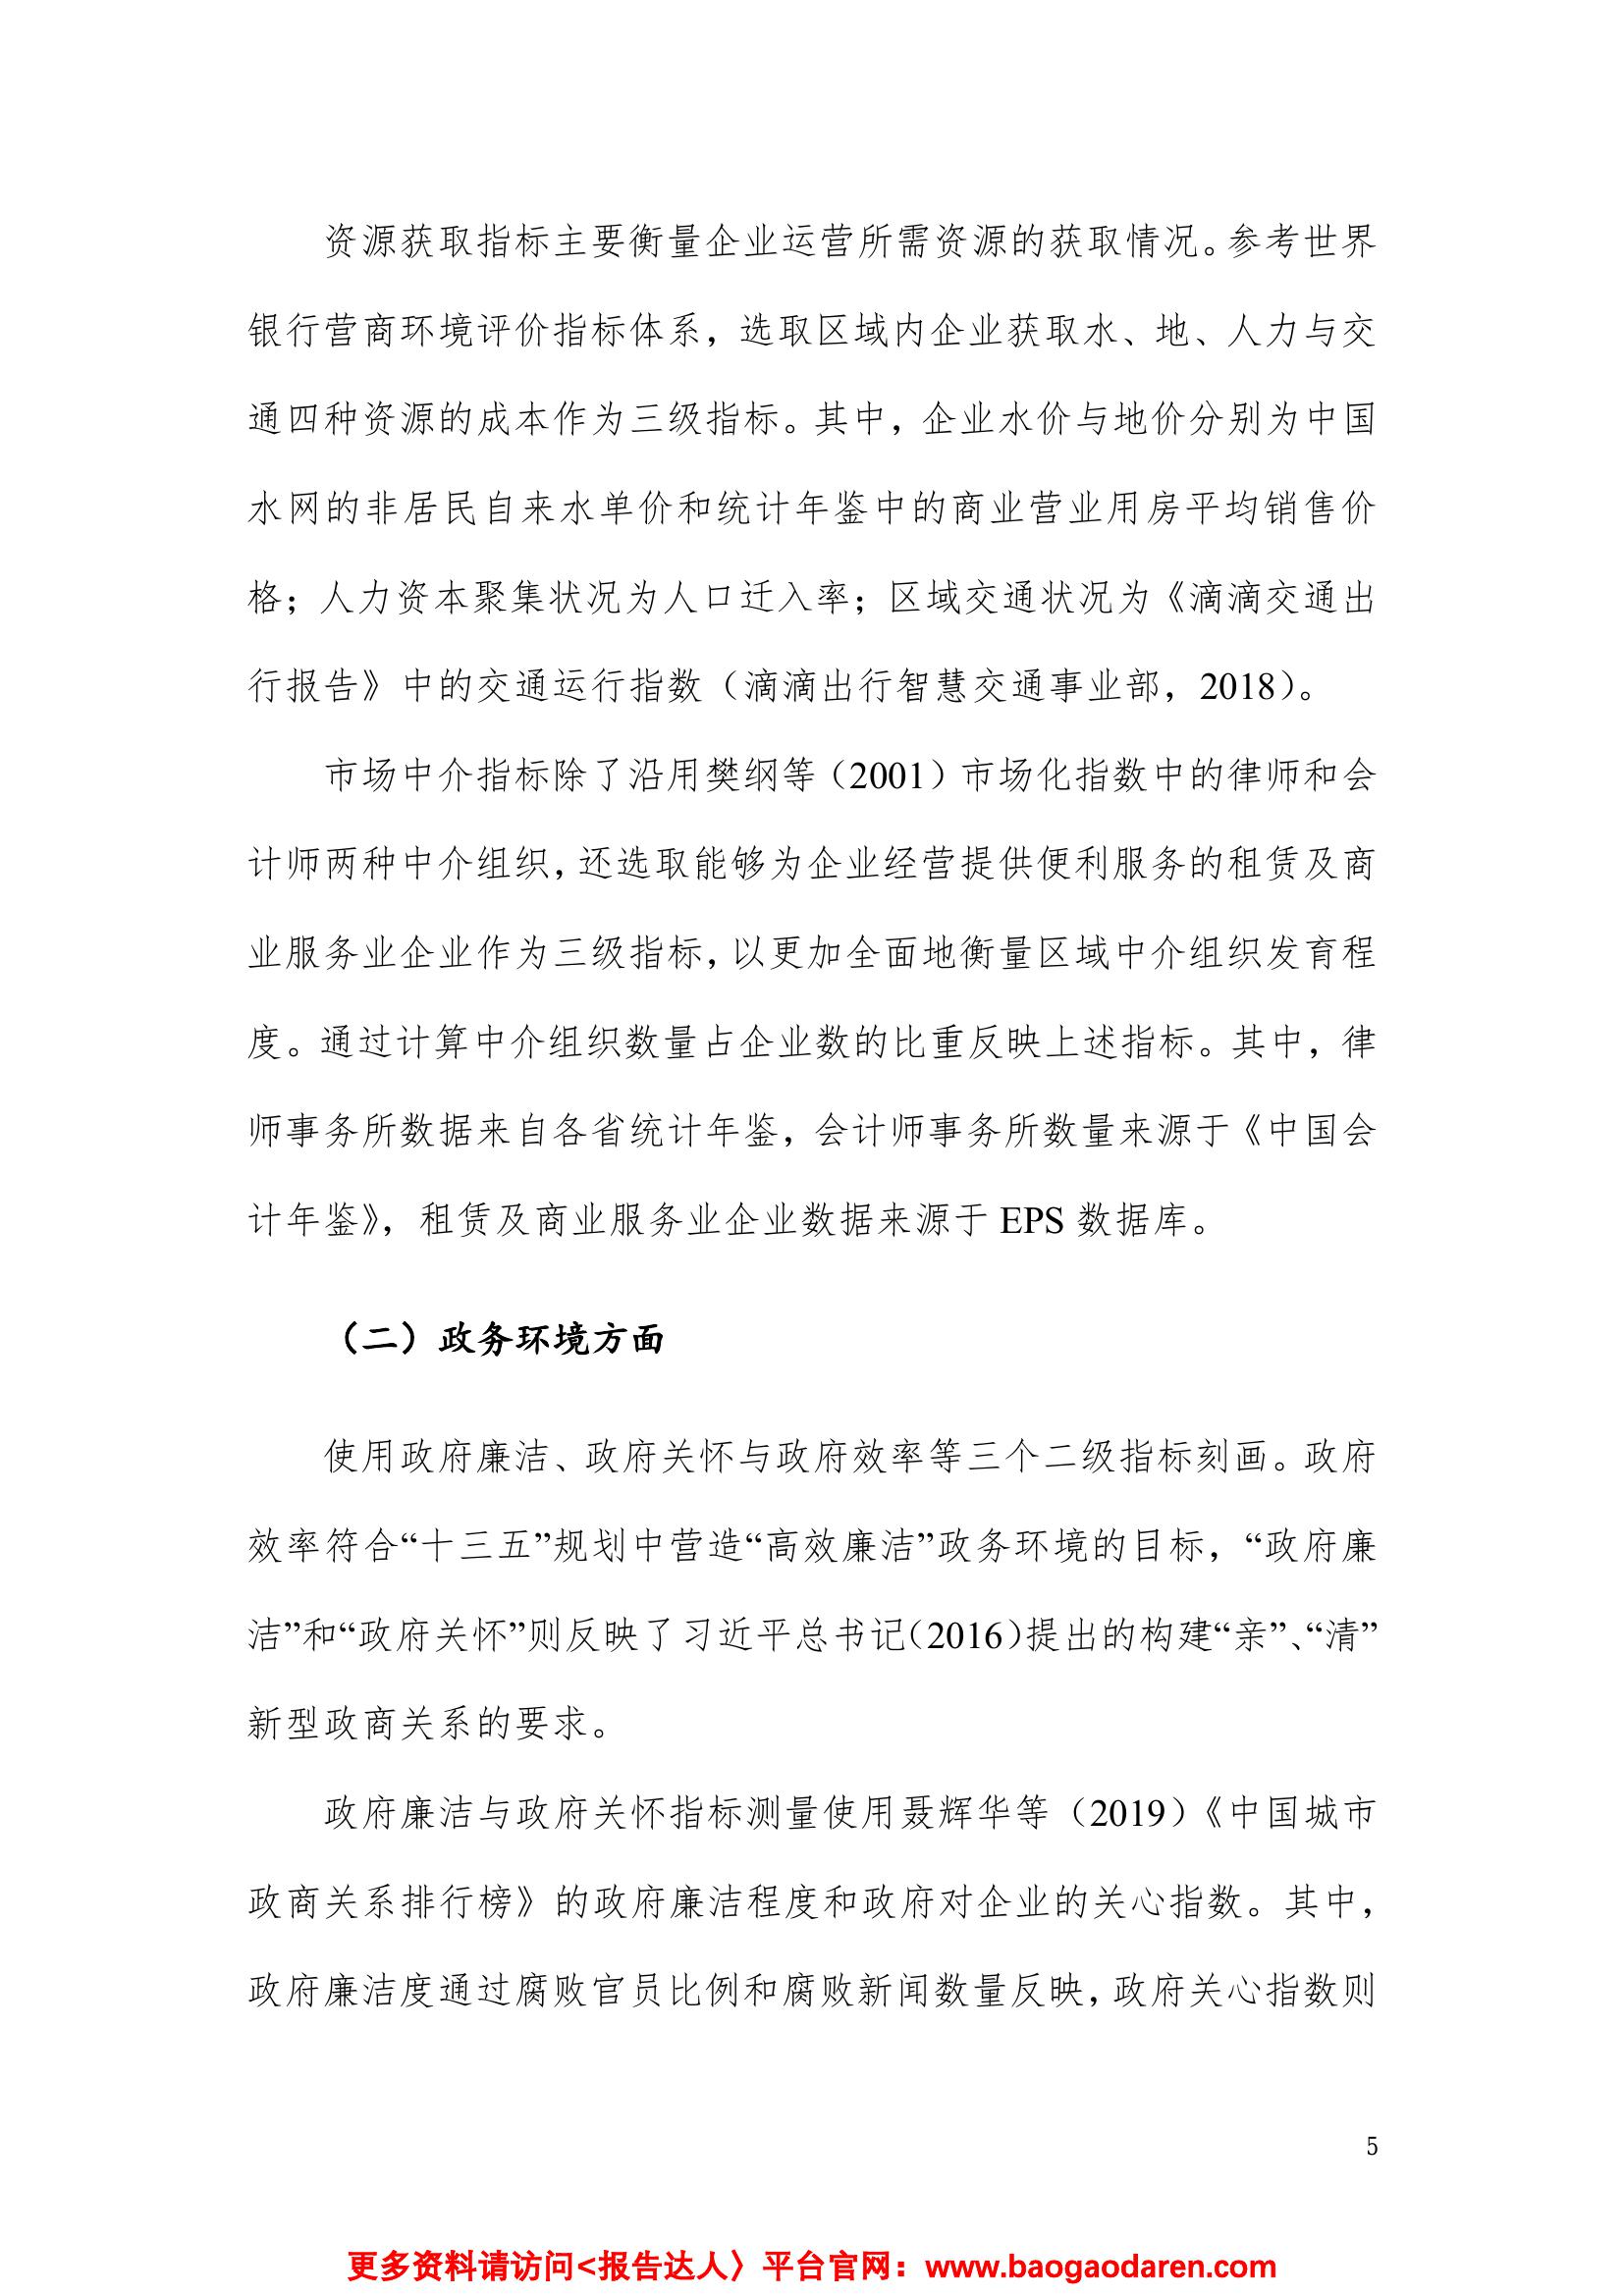 资源获取指标主要衡量企业运营所需资源的获取情况。参考世界
银行营商环境评价指标体系，选取区域内企业获取水、地、人力与交
通四种资源的成本作为三级指标。其中，企业水价与地价分别为中国
水网的非居民自来水单价和统计年鉴中的商业营业用房平均销售价
格；人力资本聚集状况为人口迁入率；区域交通状况为《滴滴交通出
行报告》中的交通运行指数（滴滴出行智慧交通事业部，2018）。
市场中介指标除了沿用樊纲等（2001）市场化指数中的律师和会
计师两种中介组织，还选取能够为企业经营提供便利服务的租赁及商
业服务业企业作为三级指标，以更加全面地衡量区域中介组织发育程
度。通过计算中介组织数量占企业数的比重反映上述指标。其中，律
师事务所数据来自各省统计年鉴，会计师事务所数量来源于《中国会
计年鉴》，租赁及商业服务业企业数据来源于 EPS 数据库。
（二）政务环境方面
使用政府廉洁、政府关怀与政府效率等三个二级指标刻画。政府
效率符合“十三五”规划中营造“高效廉洁”政务环境的目标，“政府廉
洁”和“政府关怀”则反映了习近平总书记（2016）提出的构建“亲”、“清”
新型政商关系的要求。
政府廉洁与政府关怀指标测量使用聂辉华等（2019）《中国城市
政商关系排行榜》的政府廉洁程度和政府对企业的关心指数。其中，
政府廉洁度通过腐败官员比例和腐败新闻数量反映，政府关心指数则
5
更多资料请访问<报告达人〉平台官网：www.baogaodaren.com